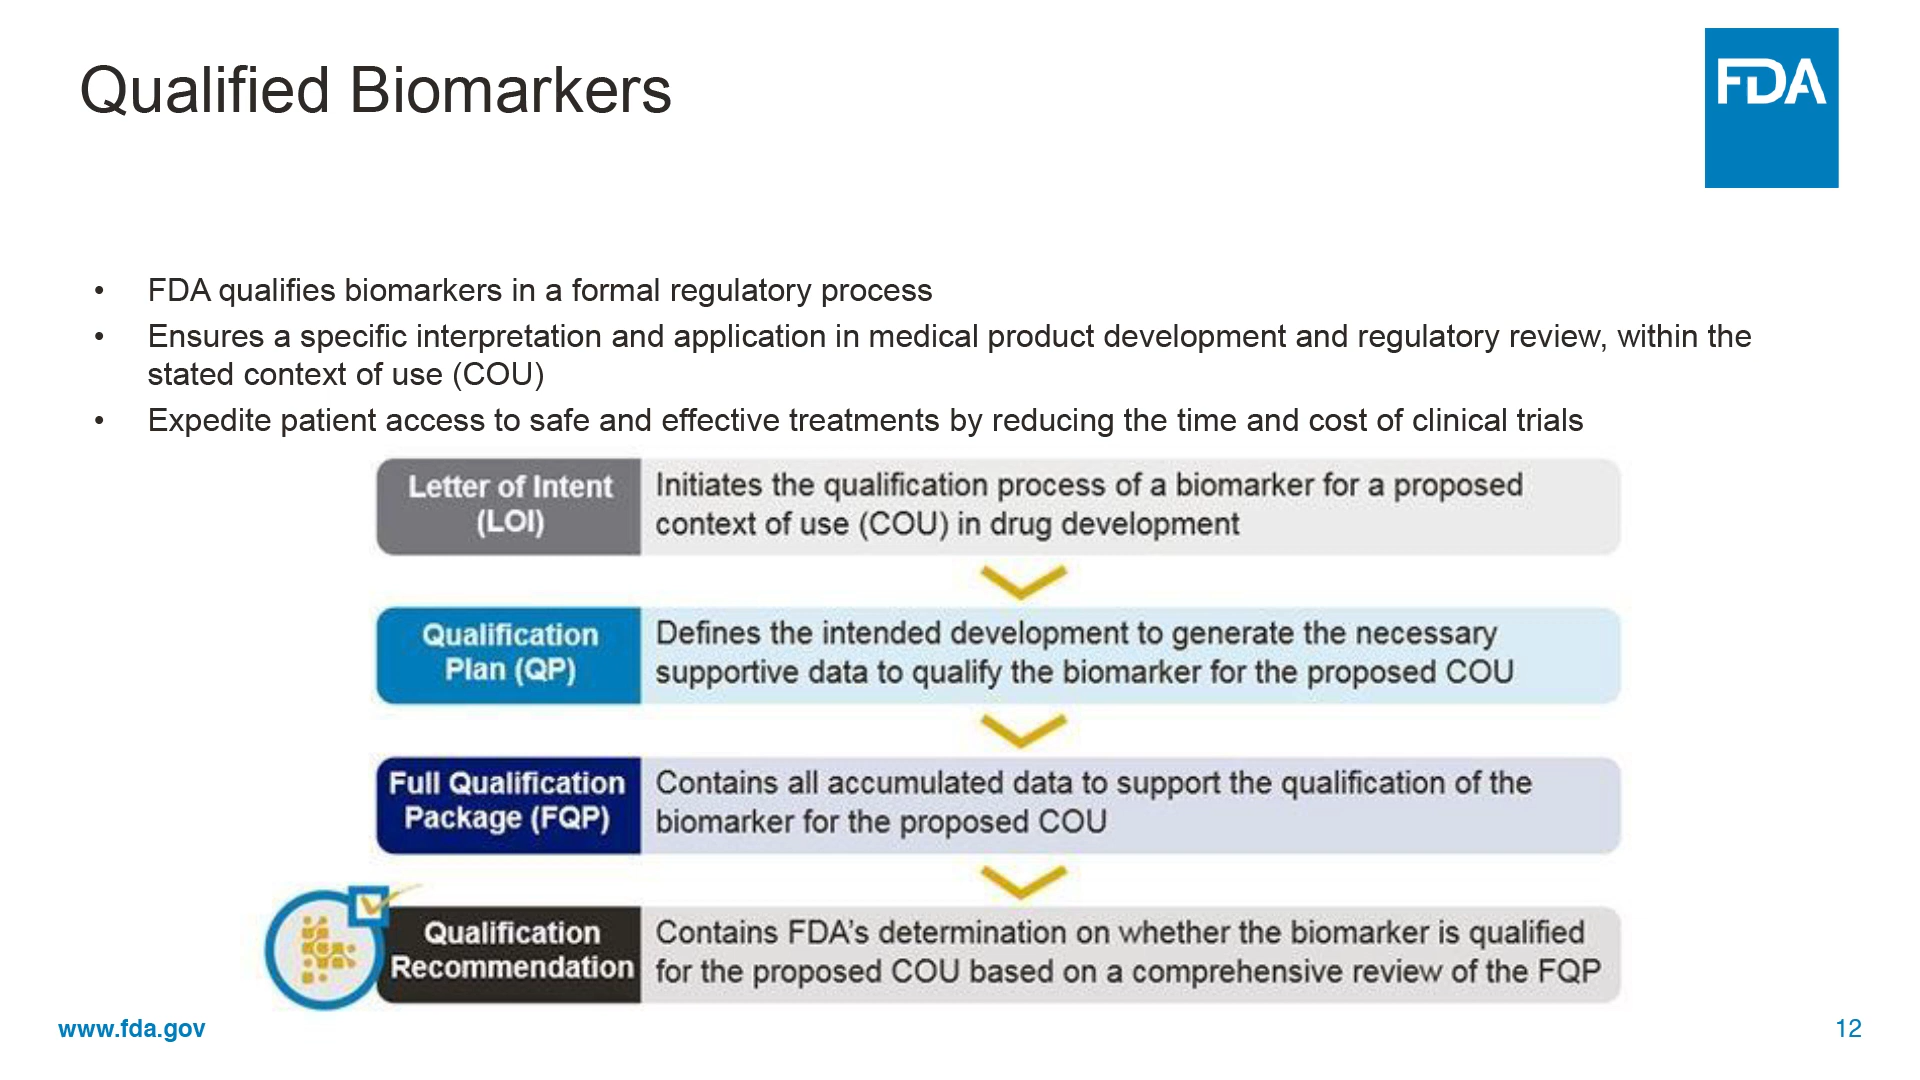 Qualified Biomarkers
FDA
• FDA qualifies biomarkers in a formal regulatory process
• Ensures a specific interpretation and application in medical product development and regulatory review, within the
stated context of use (COU)
• Expedite patient access to safe and effective treatments by reducing the time and cost of clinical trials
Letter of Intent
(LOI)
Initiates the qualification process of a biomarker for a proposed
context of use (COU) in drug development
Qualification
Plan (QP)
Defines the intended development to generate the necessary
supportive data to qualify the biomarker for the proposed COU
Full Qualification
Package (FQP)
Contains all accumulated data to support the qualification of the
biomarker for the proposed COU
Qualification
Recommendation
Contains FDA's determination on whether the biomarker is qualified
for the proposed COU based on a comprehensive review of the FQP
www.fda.gov
12